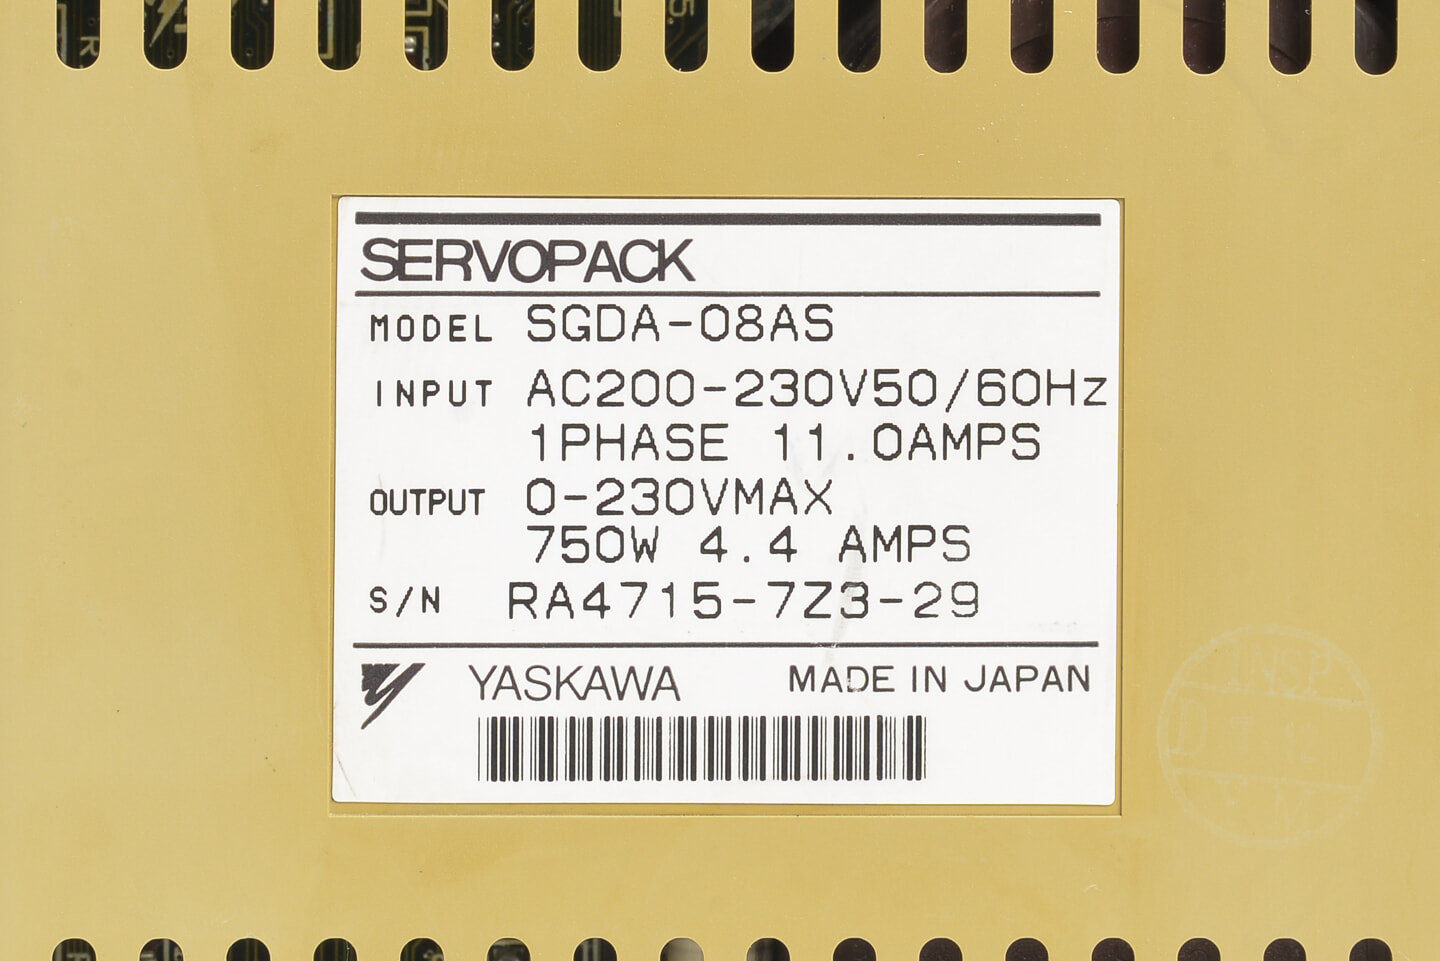 SERVOPACK
MODEL SGDA-08AS
INPUT AC200-230V50/60Hz
1PHASE 11.0AMPS
OUTPUT 0-230VMAX
750W 4.4 AMPS
S/N RA4715-7Z3-29
YASKAWA MADE IN JAPAN